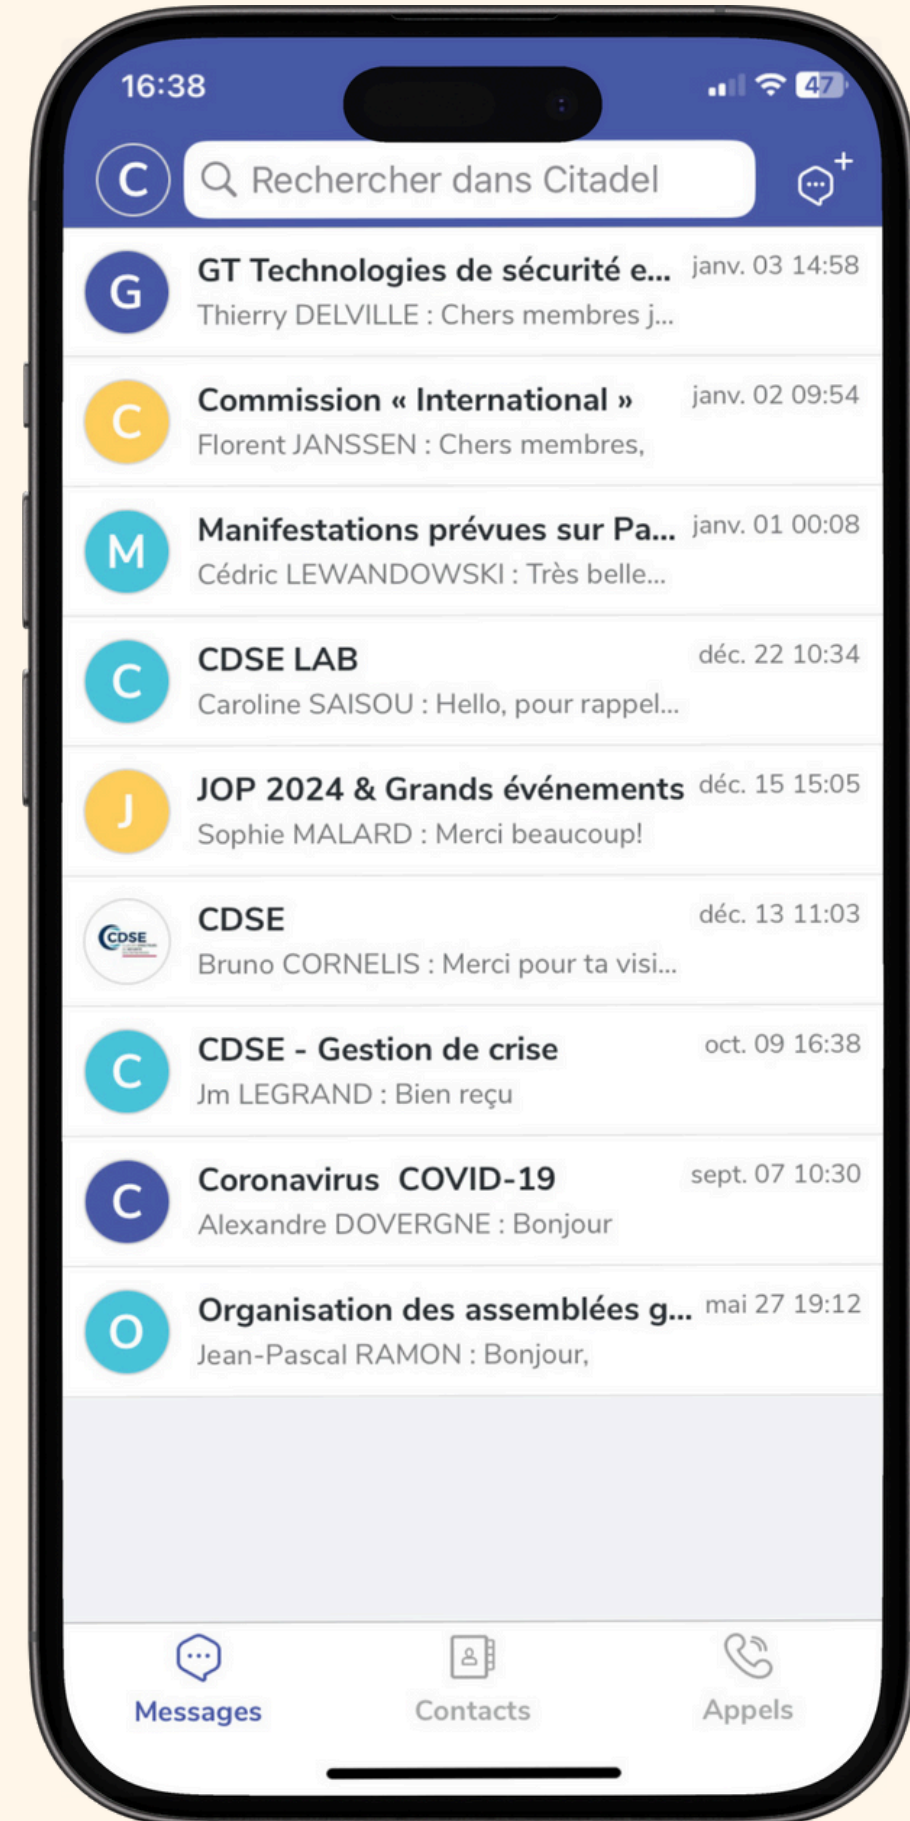 16:38
47
C
Rechercher dans Citadel
G
GT Technologies de sécurité e...
janv. 03 14:58
Thierry DELVILLE : Chers membres j...
C
Commission « International »
janv. 02 09:54
Florent JANSSEN : Chers membres,
M
Manifestations prévues sur Pa...
janv. 01 00:08
Cédric LEWANDOWSKI : Très belle...
C
CDSE LAB
déc. 22 10:34
Caroline SAISOU : Hello, pour rappel...
J
JOP 2024 & Grands événements
déc. 15 15:05
Sophie MALARD : Merci beaucoup!
CDSE
CDSE
déc. 13 11:03
Bruno CORNELIS : Merci pour ta visi...
C
CDSE - Gestion de crise
oct. 09 16:38
Jm LEGRAND : Bien reçu
C
Coronavirus  COVID-19
sept. 07 10:30
Alexandre DOVERGNE : Bonjour
O
Organisation des assemblées g...
mai 27 19:12
Jean-Pascal RAMON : Bonjour,
Messages
Contacts
Appels